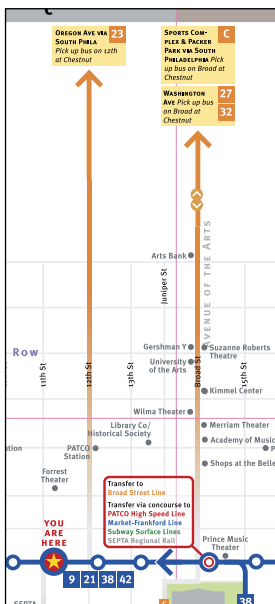 OREGON AVE VIA 23
SOUTH PHILA
Pick up bus on 12th
at Chestnut
SPORTS COM- C
PLEX & PACKER
PARK VIA SOUTH
PHILADELPHIA Pick
up bus on Broad at
Chestnut
WASHINGTON 27
AVE Pick up bus 32
on Broad at
Chestnut
AVENUE OF THE ARTS
Arts Bank
Juniper St
Gershman Y
Suzanne Roberts
Theatre
Row
University
of the Arts
11th St
12th St
13th St
Broad St
15th St
Kimmel Center
Wilma Theater
Library Co/
Historical Society
Merriam Theater
Academy of Music
PATCO
Station
Shops at the Belle
Forrest
Theater
Transfer to
Broad Street Line
Transfer via concourse to
PATCO High Speed Line
Market-Frankford Line
Subway Surface Lines
SEPTA Regional Rail
YOU
ARE
HERE
Prince Music
Theater
9 21 38 42
38
SEPTA